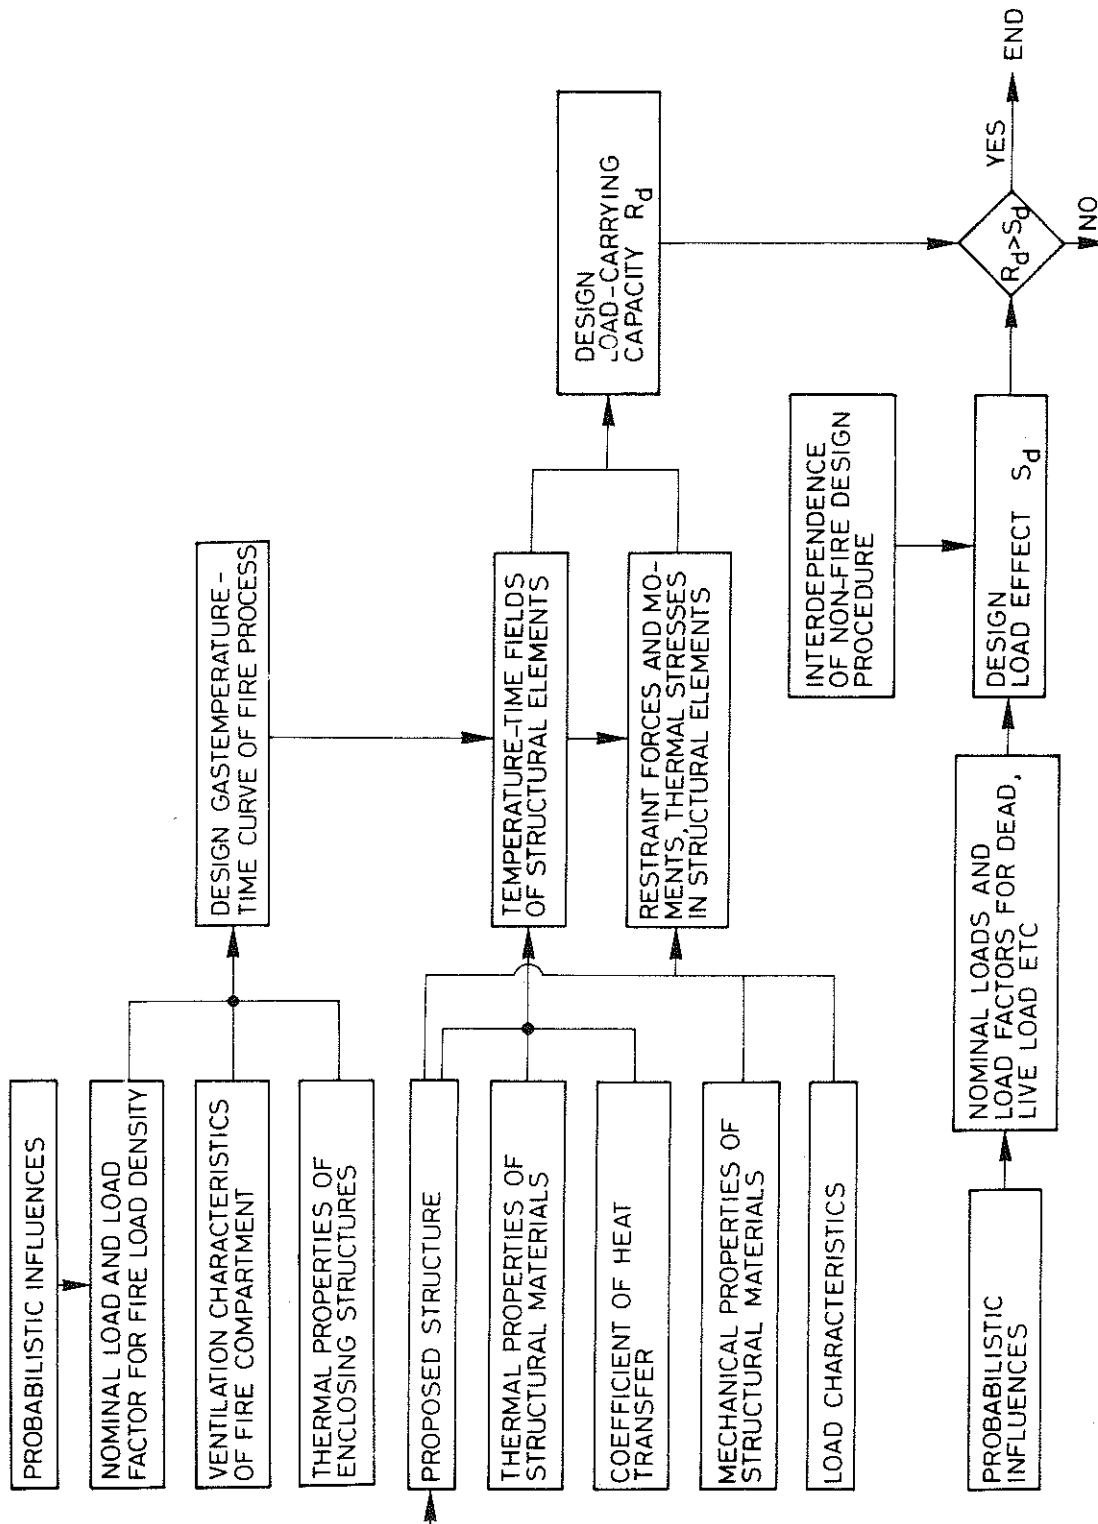 PROBABILISTIC INFLUENCES
NOMINAL LOAD AND LOAD
FACTOR FOR FIRE LOAD DENSITY
VENTILATION CHARACTERISTICS
OF FIRE COMPARTMENT
THERMAL PROPERTIES OF
ENCLOSING STRUCTURES
DESIGN GASTEMPERATURE-
TIME CURVE OF FIRE PROCESS
PROPOSED STRUCTURE
THERMAL PROPERTIES OF
STRUCTURAL MATERIALS
COEFFICIENT OF HEAT
TRANSFER
MECHANICAL PROPERTIES OF
STRUCTURAL MATERIALS
LOAD CHARACTERISTICS
TEMPERATURE-TIME FIELDS
OF STRUCTURAL ELEMENTS
RESTRAINT FORCES AND MO-
MENTS, THERMAL STRESSES
IN STRUCTURAL ELEMENTS
DESIGN
LOAD-CARRYING
CAPACITY Rd
INTERDEPENDENCE
OF NON-FIRE DESIGN
PROCEDURE
PROBABILISTIC
INFLUENCES
NOMINAL LOADS AND
LOAD FACTORS FOR DEAD,
LIVE LOAD ETC
DESIGN
LOAD EFFECT Sd
Rd>Sd
YES
END
NO